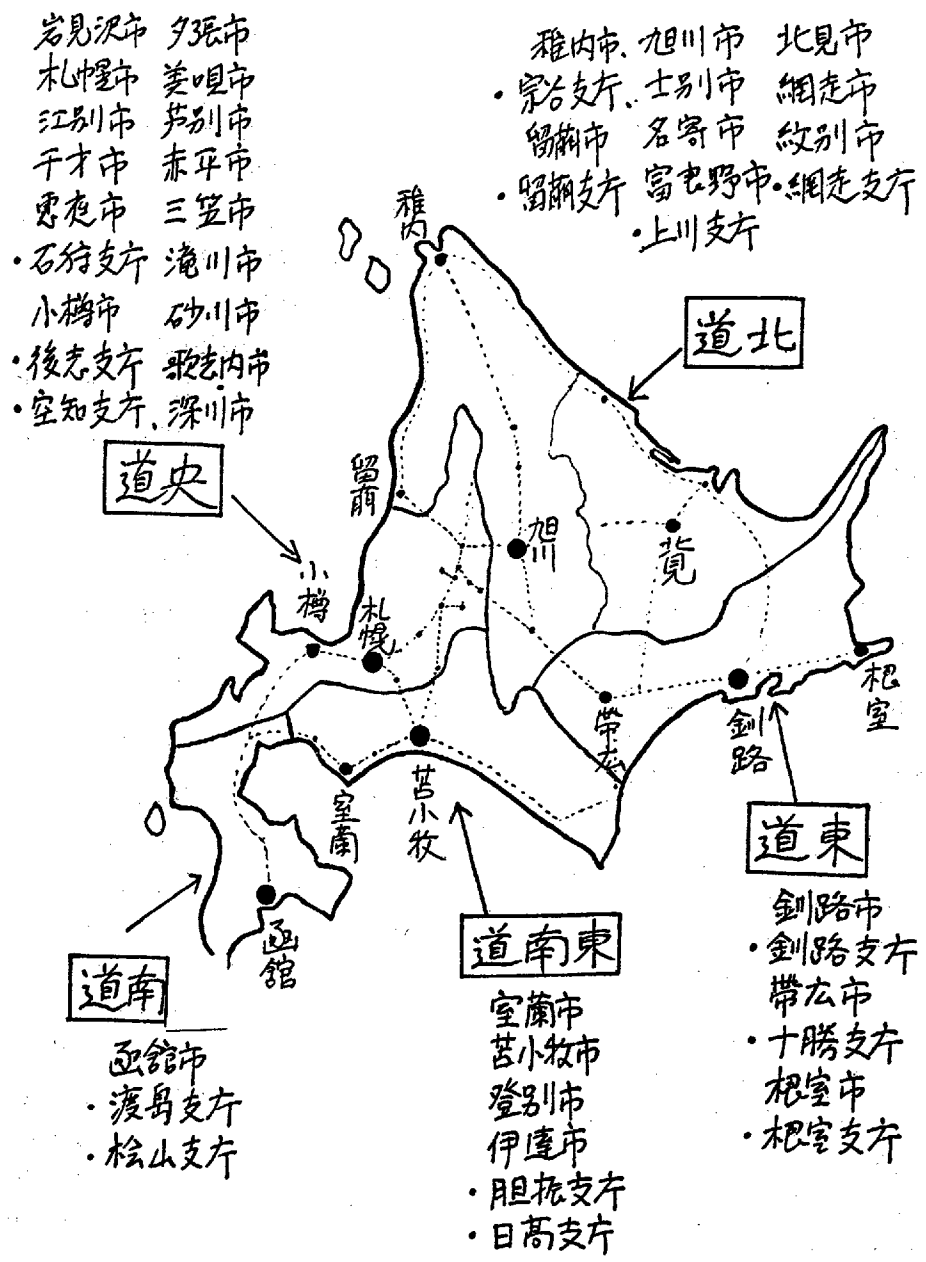 岩見沢市 夕張市
札幌市 美唄市
江別市 芦別市
千才市 赤平市
恵庭市 三笠市
・石狩支庁 滝川市
小樽市 砂川市
・後志支庁 歌志内市
・空知支庁、深川市
道央
稚内市、旭川市 北見市
・宗谷支庁、士別市 網走市
留萌市 名寄市 紋別市
・留萌支庁 富良野市・網走支庁
・上川支庁
道北
稚内
留萌
旭川
北見
小樽
札幌
根室
帯広
釧路
苫小牧
室蘭
函館
道東
釧路市
・釧路支庁
帯広市
・十勝支庁
根室市
・根室支庁
道南東
室蘭市
苫小牧市
登別市
伊達市
・胆振支庁
・日高支庁
道南
函館市
・渡島支庁
・桧山支庁